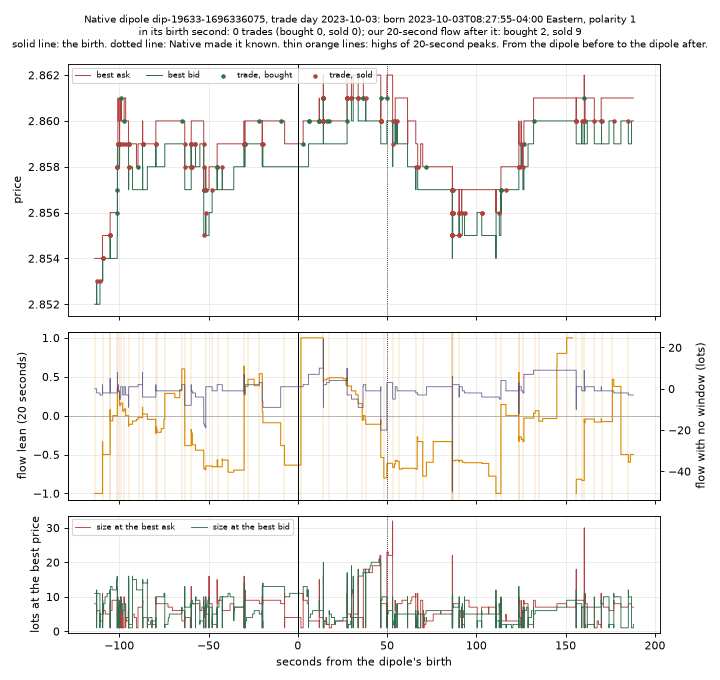 Native dipole dip-19633-1696336075, trade day 2023-10-03: born 2023-10-03T08:27:55-04:00 Eastern, polarity 1
in its birth second: 0 trades (bought 0, sold 0); our 20-second flow after it: bought 2, sold 9
solid line: the birth. dotted line: Native made it known. thin orange lines: highs of 20-second peaks. From the dipole before to the dipole after.
best ask
best bid
trade, bought
trade, sold
2.862
2.860
2.858
2.856
2.854
2.852
price
1.0
0.5
0.0
−0.5
−1.0
flow lean (20 seconds)
20
0
−20
−40
flow with no window (lots)
size at the best ask
size at the best bid
30
20
10
0
lots at the best price
−100
−50
0
50
100
150
200
seconds from the dipole's birth